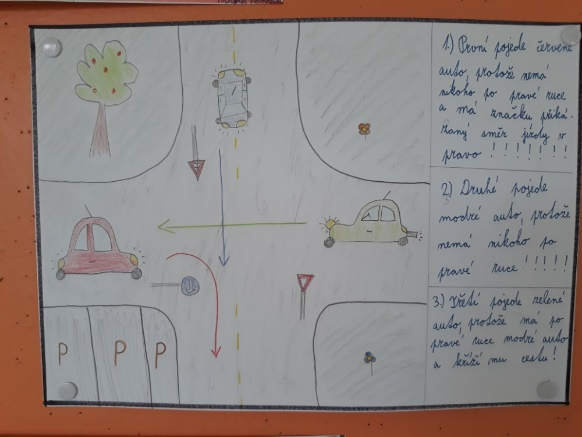 1) První pojede červené
auto, protože nemá
nikoho po pravé ruce
a má značku přiká-
zaný směr jízdy v
pravo !!!!!!!
2) Druhé pojede
modré auto, protože
nemá nikoho po
pravé ruce !!!!!
3.) Třetí pojede zelené
auto, protože má po
pravé ruce modré auto
a kříží mu cestu!
P P P